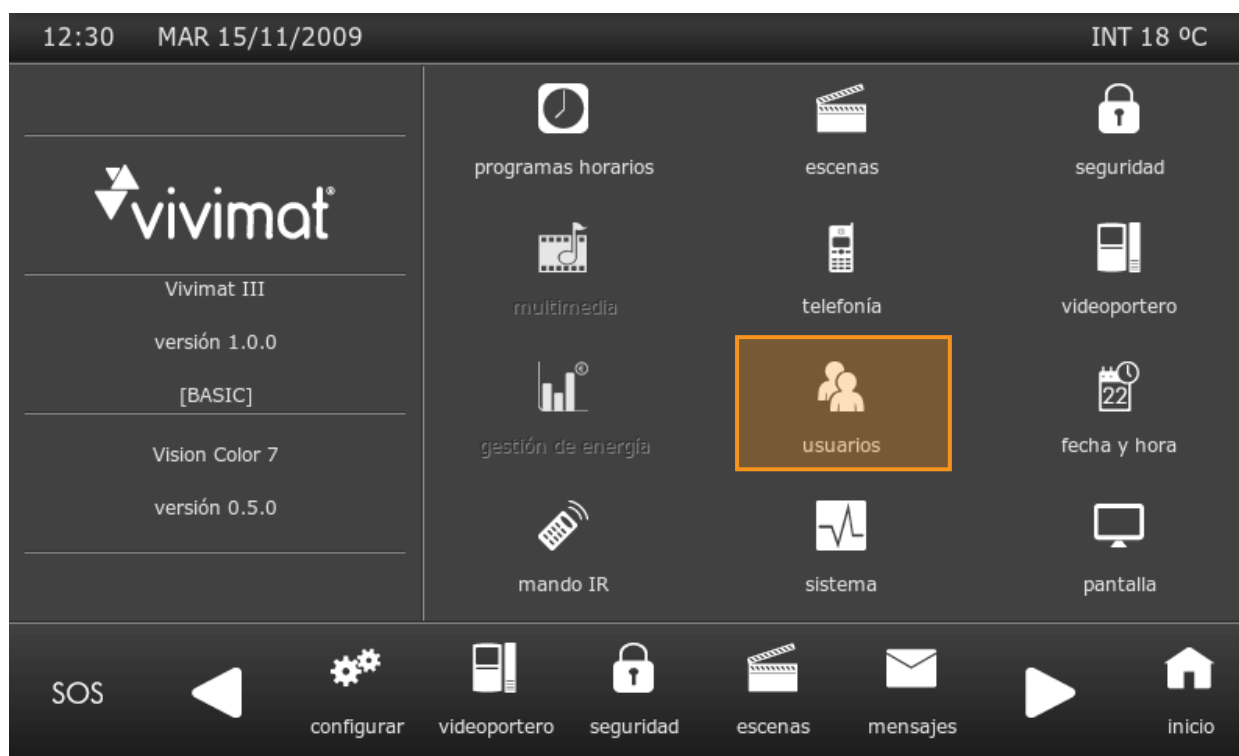 12:30 MAR 15/11/2009 INT 18 ºC
vivimat®
Vivimat III
versión 1.0.0
[BASIC]
Vision Color 7
versión 0.5.0
programas horarios escenas seguridad
multimedia telefonía videoportero
€
22
gestión de energía usuarios fecha y hora
mando IR sistema pantalla
SOS configurar videoportero seguridad escenas mensajes inicio